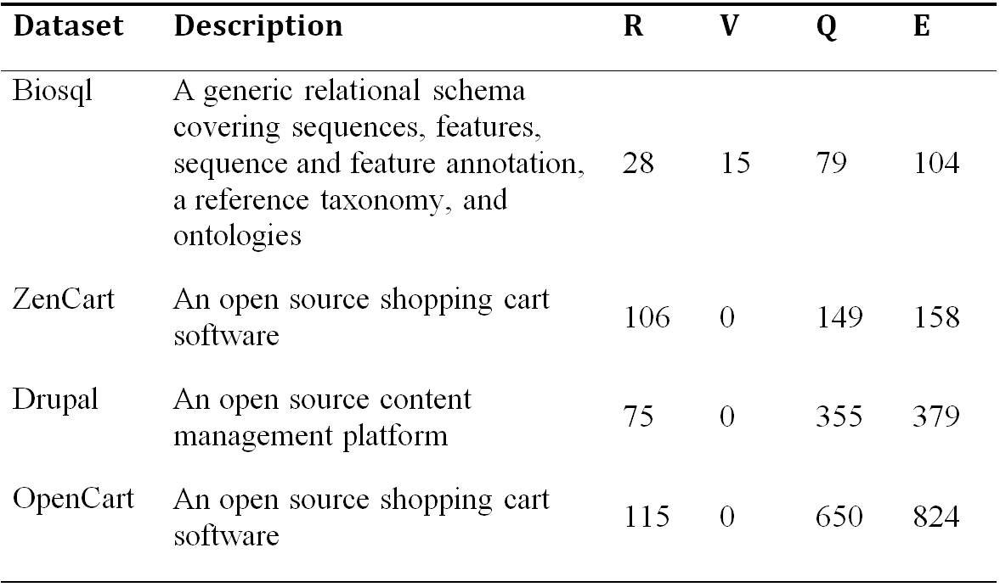 Dataset Description R V Q E
Biosql A generic relational schema
covering sequences, features,
sequence and feature annotation, 28 15 79 104
a reference taxonomy, and
ontologies
ZenCart An open source shopping cart
software 106 0 149 158
Drupal An open source content
management platform 75 0 355 379
OpenCart An open source shopping cart
software 115 0 650 824